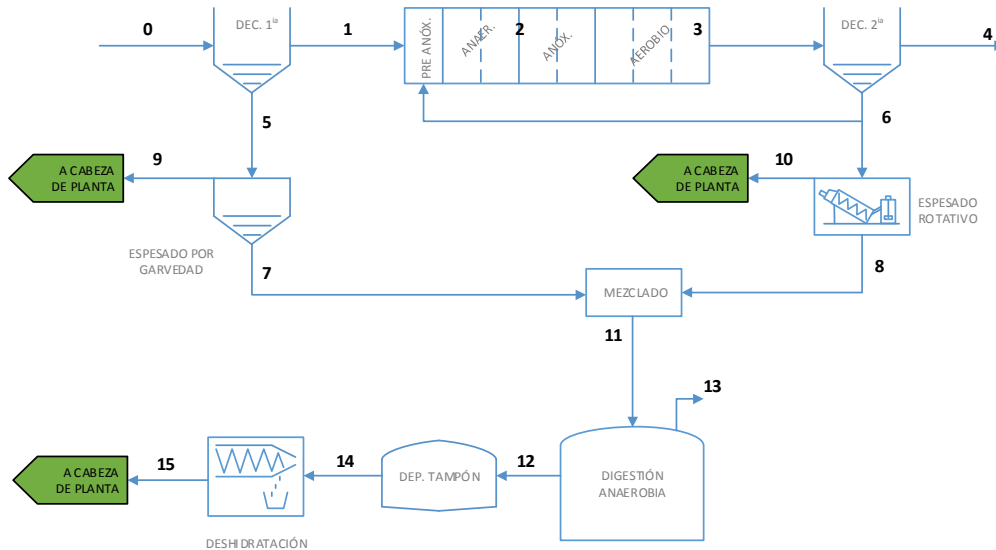 0
DEC. 1ia
1
PRE ANÓX.
ANAER.
2
ANÓX.
AEROBIO
3
DEC. 2ia
4
5
6
9
A CABEZA
DE PLANTA
10
A CABEZA
DE PLANTA
ESPESADO
ROTATIVO
ESPESADO POR
GARVEDAD
7
8
MEZCLADO
11
13
15
A CABEZA
DE PLANTA
14
DEP. TAMPÓN
12
DIGESTIÓN
ANAEROBIA
DESHIDRATACIÓN